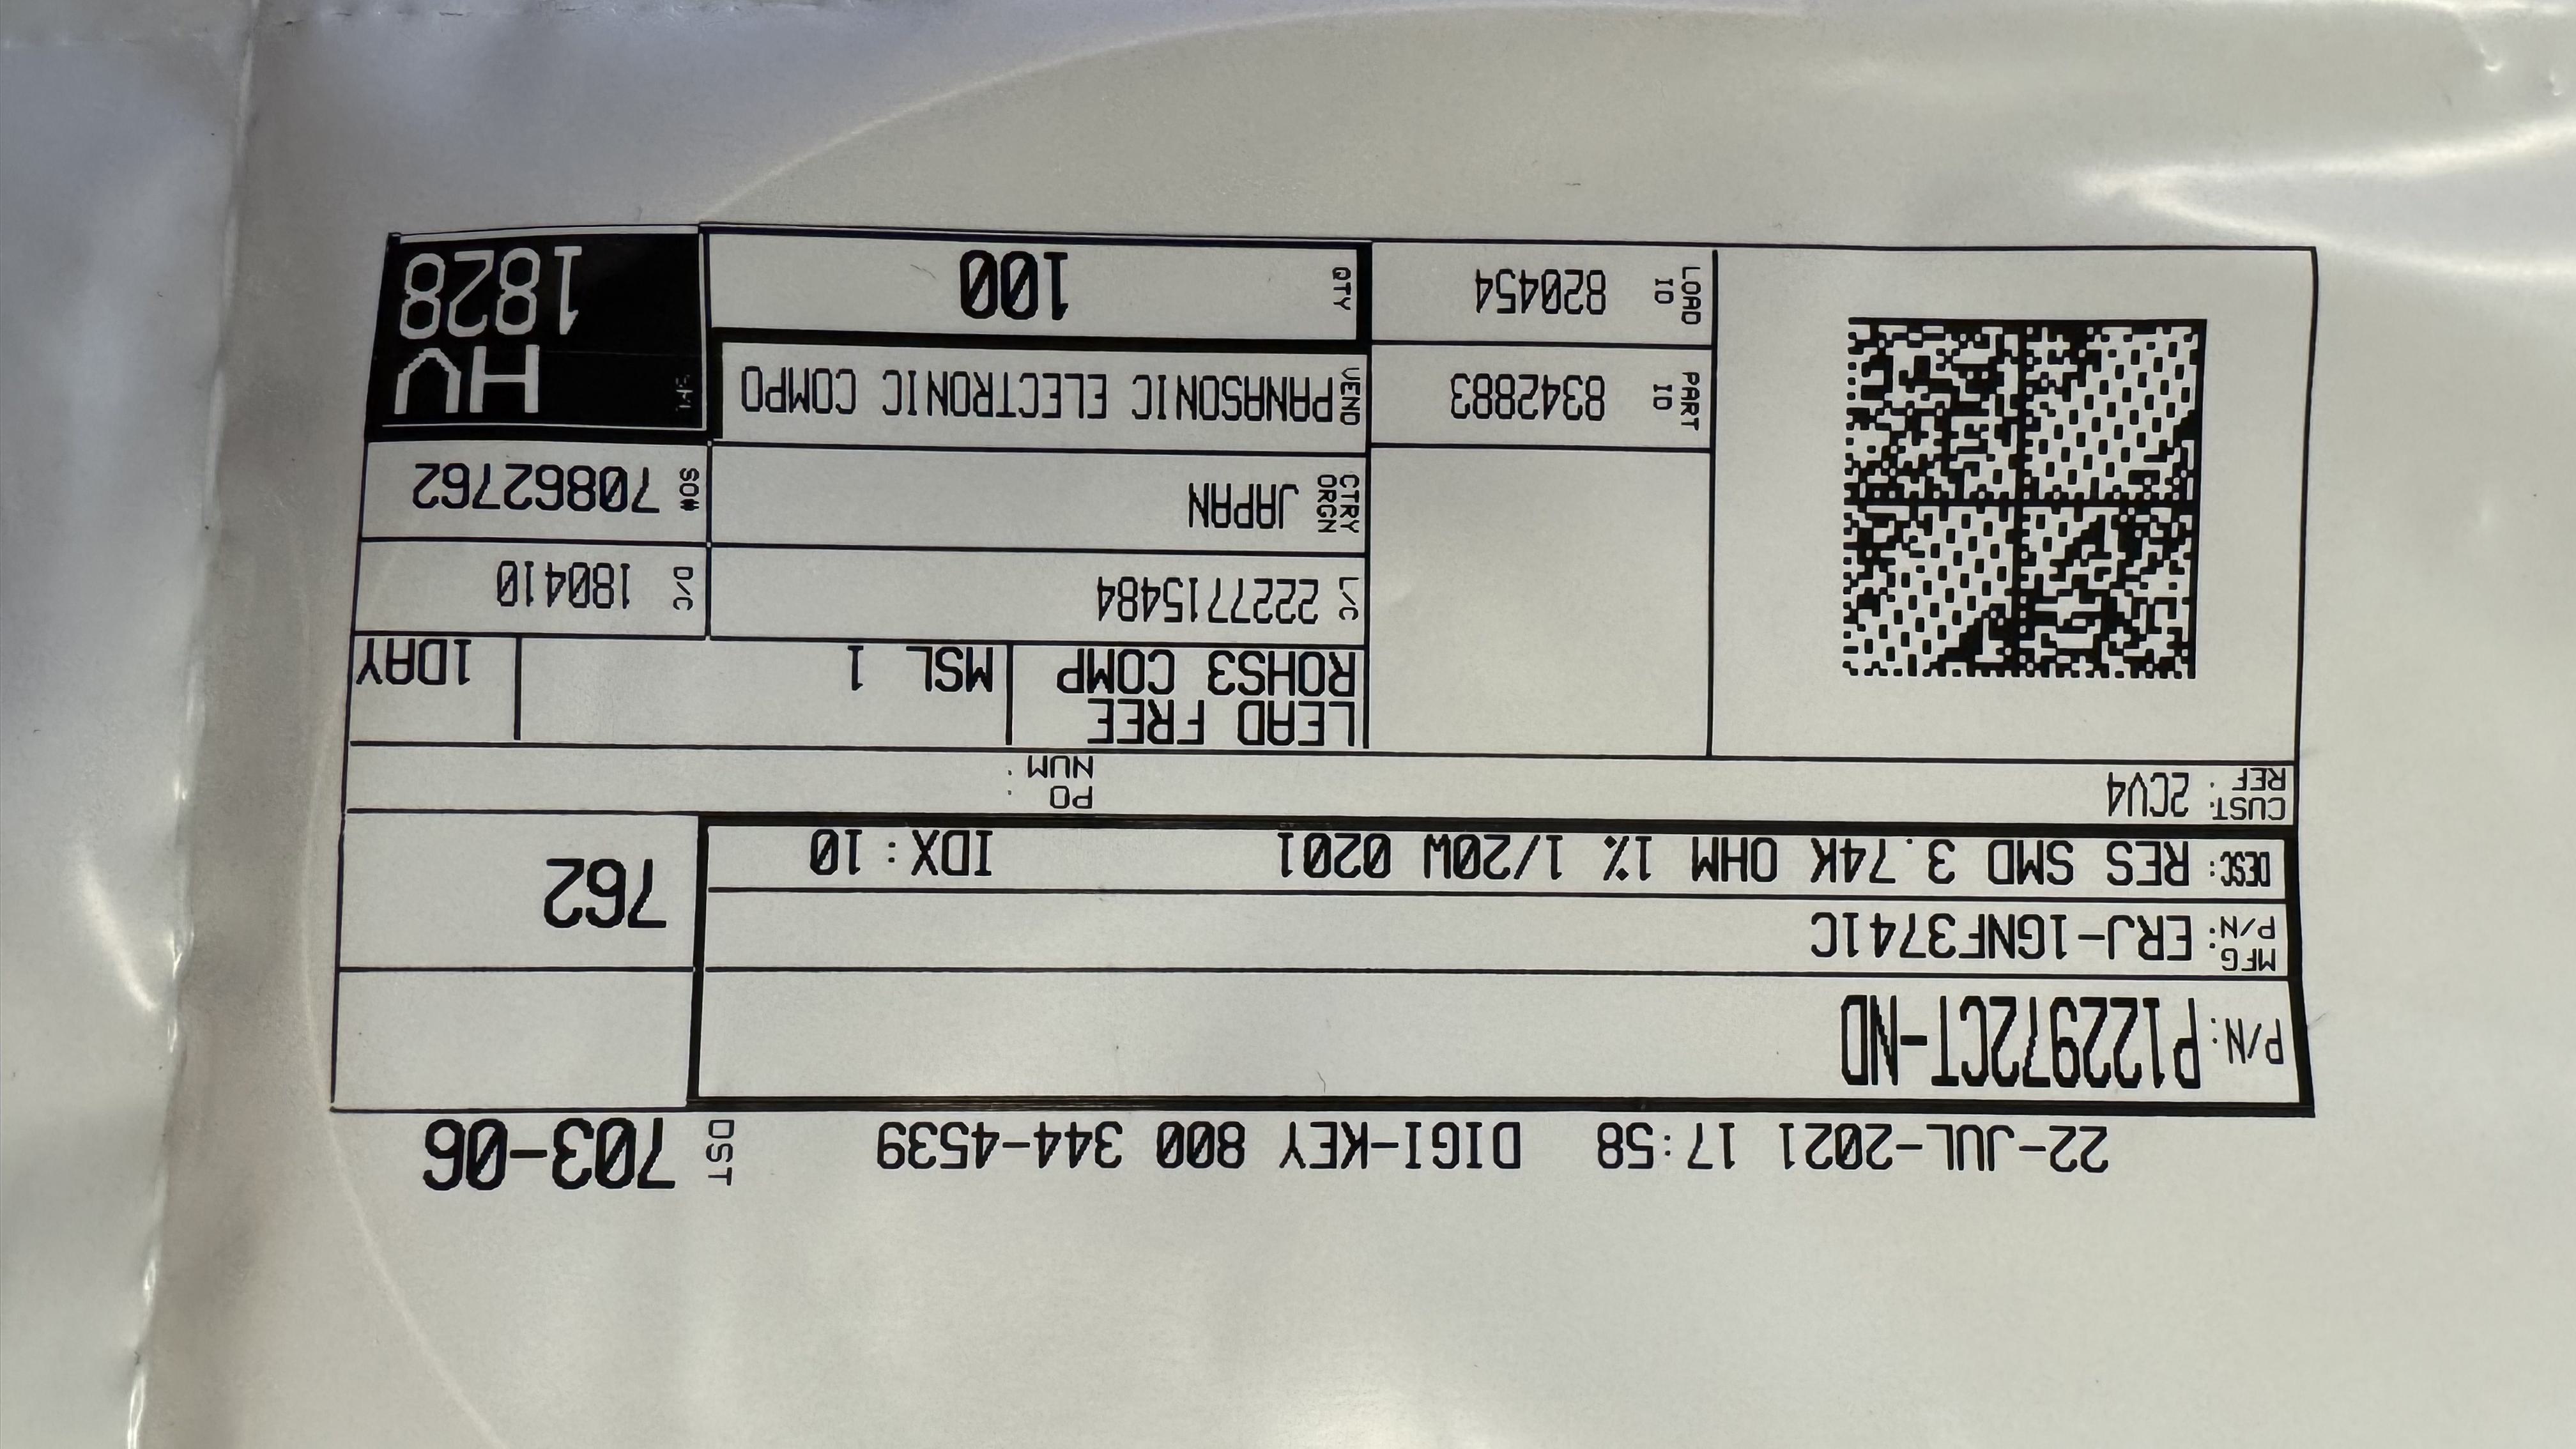 22-JUL-2021 17:58 DIGI-KEY 800 344-4539 DST 703-06
P/N: P122972CT-ND
MFG P/N: ERJ-1GNF3741C
762
DESC: RES SMD 3.74K OHM 1% 1/20W 0201 IDX:10
CUST: REF : 2CV4
PO : NUM :
LEAD FREE
ROHS3 COMP
MSL 1
1DAY
L/C 2227715484
D/C 180410
CTRY ORGN JAPAN
SO# 70862762
PART ID 8342883
VEND PANASONIC ELECTRONIC COMPO
HV
LOAD ID 820454
QTY 100
1828